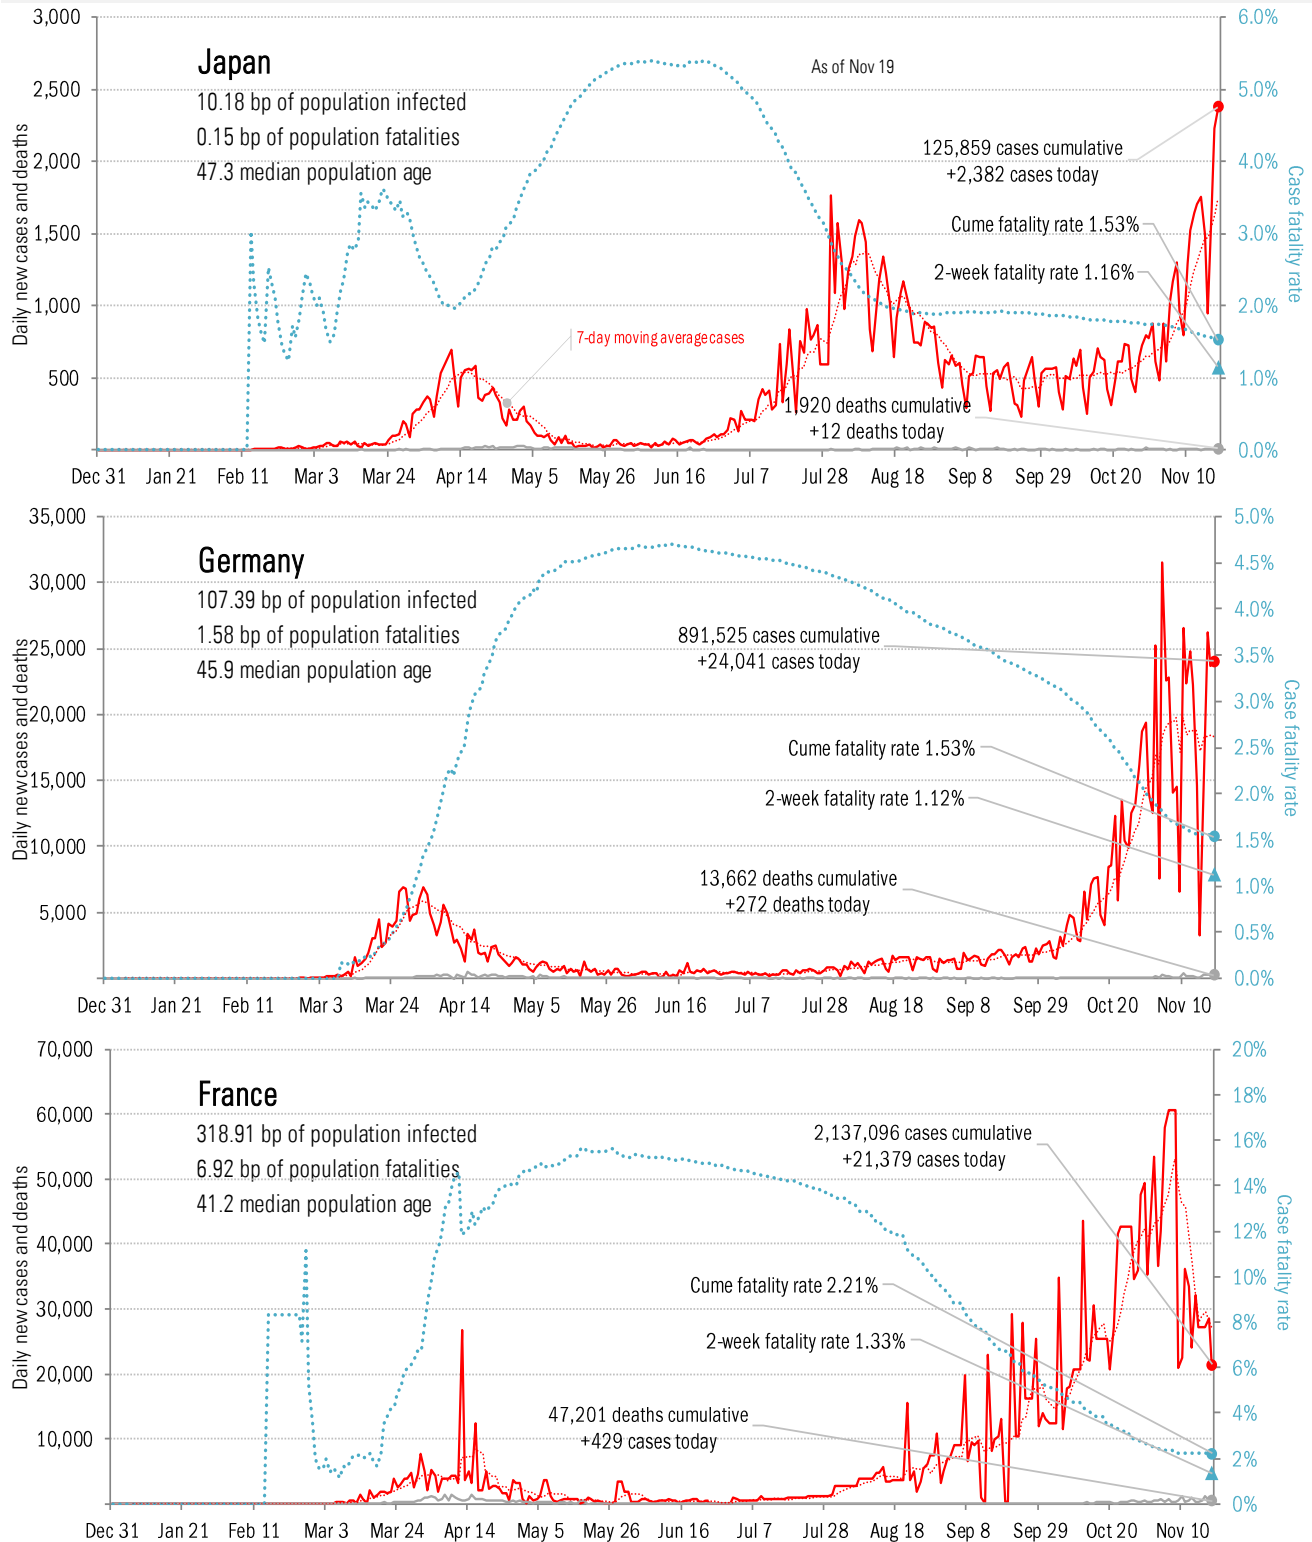 Japan
10.18 bp of population infected
0.15 bp of population fatalities
47.3 median population age
As of Nov 19
Daily new cases and deaths
3,000
2,500
2,000
1,500
1,000
500
6.0%
5.0%
4.0%
3.0%
2.0%
1.0%
0.0%
Case fatality rate
125,859 cases cumulative
+2,382 cases today
Cume fatality rate 1.53%
2-week fatality rate 1.16%
7-day moving average cases
1,920 deaths cumulative
+12 deaths today
Dec 31 Jan 21 Feb 11 Mar 3 Mar 24 Apr 14 May 5 May 26 Jun 16 Jul 7 Jul 28 Aug 18 Sep 8 Sep 29 Oct 20 Nov 10
Germany
107.39 bp of population infected
1.58 bp of population fatalities
45.9 median population age
Daily new cases and deaths
35,000
30,000
25,000
20,000
15,000
10,000
5,000
5.0%
4.5%
4.0%
3.5%
3.0%
2.5%
2.0%
1.5%
1.0%
0.5%
0.0%
Case fatality rate
891,525 cases cumulative
+24,041 cases today
Cume fatality rate 1.53%
2-week fatality rate 1.12%
13,662 deaths cumulative
+272 deaths today
Dec 31 Jan 21 Feb 11 Mar 3 Mar 24 Apr 14 May 5 May 26 Jun 16 Jul 7 Jul 28 Aug 18 Sep 8 Sep 29 Oct 20 Nov 10
France
318.91 bp of population infected
6.92 bp of population fatalities
41.2 median population age
Daily new cases and deaths
70,000
60,000
50,000
40,000
30,000
20,000
10,000
20%
18%
16%
14%
12%
10%
8%
6%
4%
2%
0%
Case fatality rate
2,137,096 cases cumulative
+21,379 cases today
Cume fatality rate 2.21%
2-week fatality rate 1.33%
47,201 deaths cumulative
+429 cases today
Dec 31 Jan 21 Feb 11 Mar 3 Mar 24 Apr 14 May 5 May 26 Jun 16 Jul 7 Jul 28 Aug 18 Sep 8 Sep 29 Oct 20 Nov 10